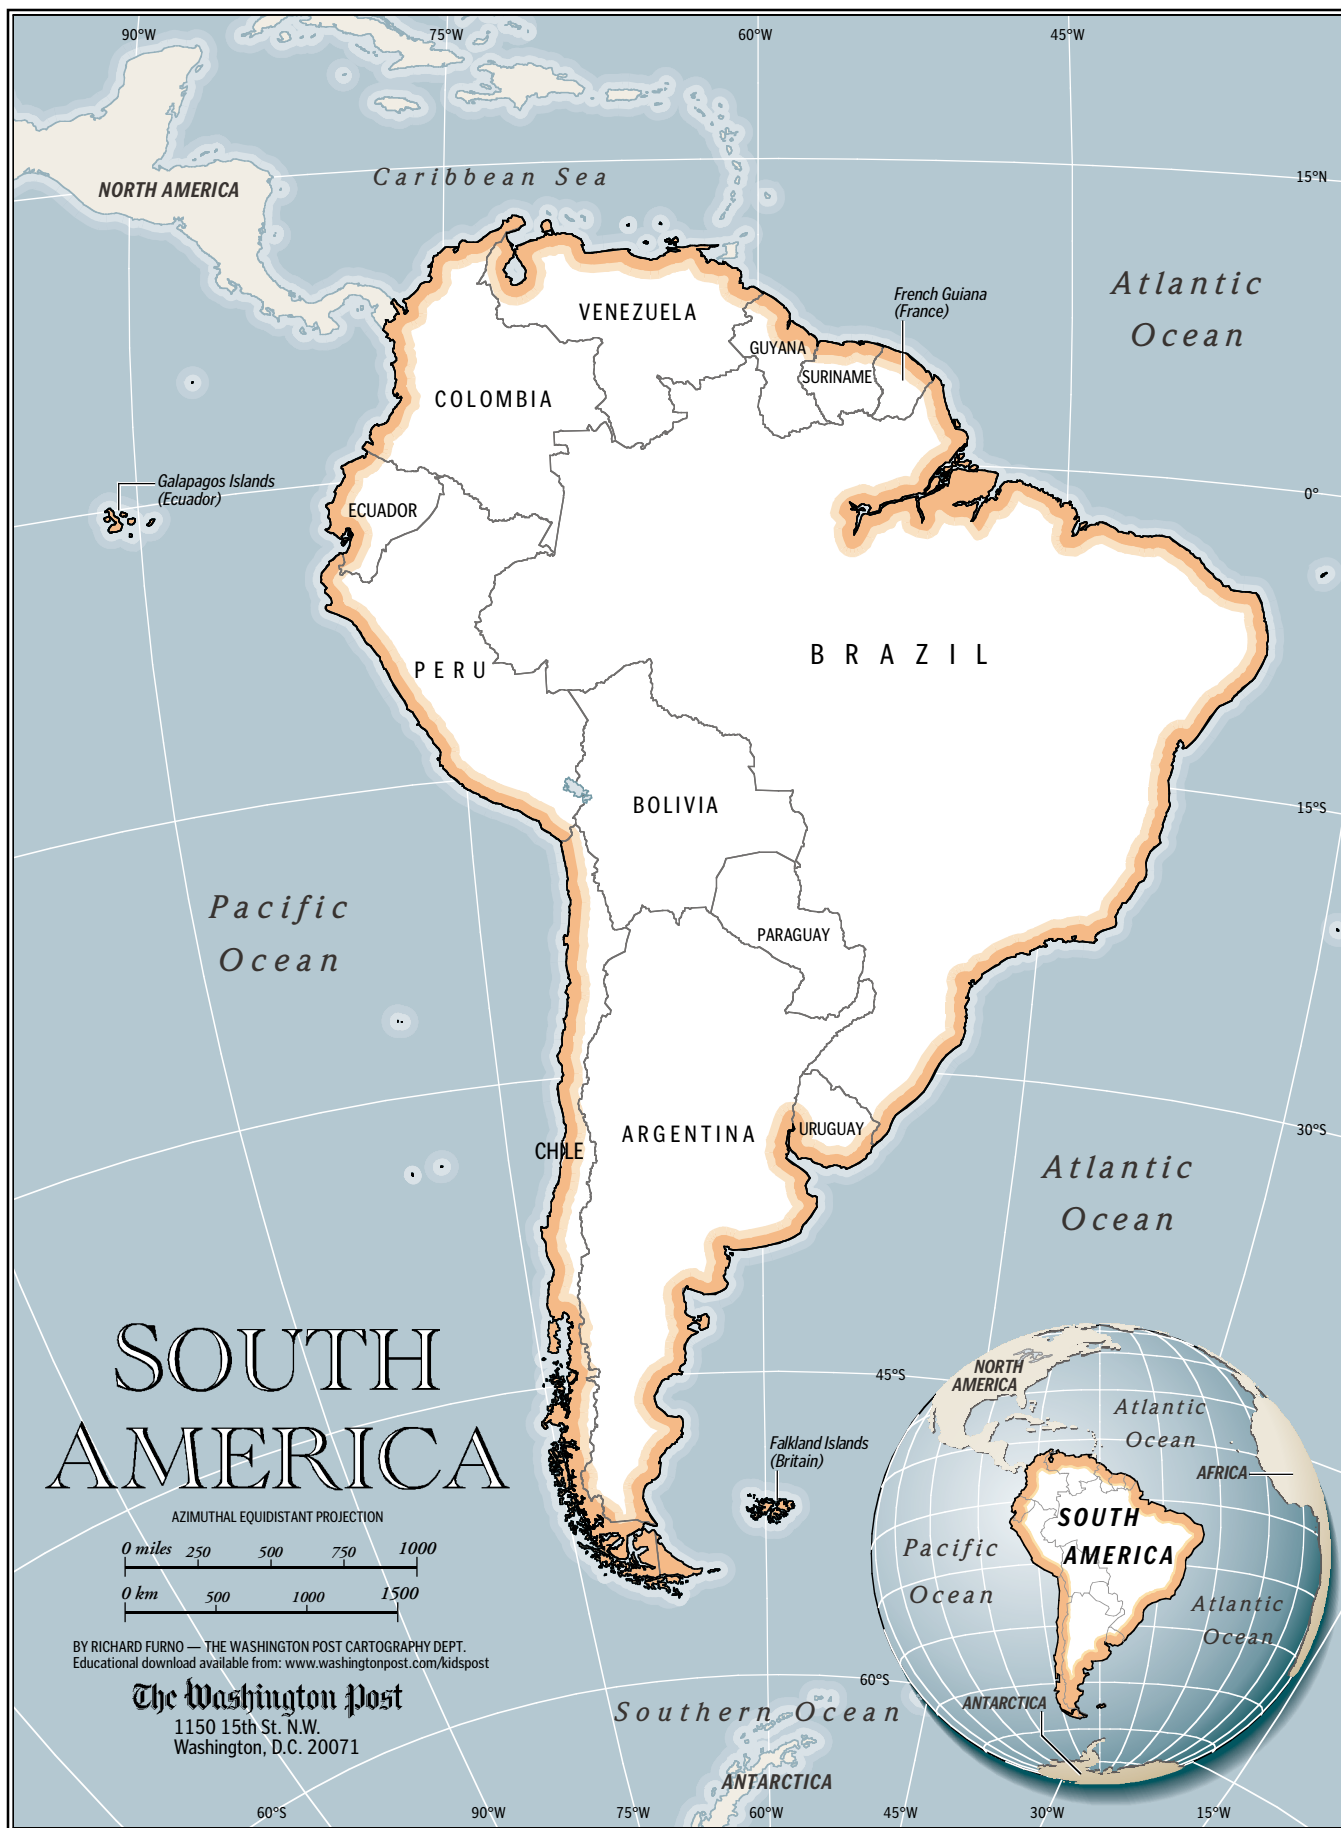 90°W
75°W
60°W
45°W
15°N
NORTH AMERICA
Caribbean Sea
Atlantic
Ocean
French Guiana
(France)
VENEZUELA
GUYANA
SURINAME
COLOMBIA
Galapagos Islands
(Ecuador)
0°
ECUADOR
PERU
BRAZIL
BOLIVIA
15°S
Pacific
Ocean
PARAGUAY
ARGENTINA
URUGUAY
30°S
CHILE
Atlantic
Ocean
SOUTH
AMERICA
AZIMUTHAL EQUIDISTANT PROJECTION
0 miles 250 500 750 1000
0 km 500 1000 1500
BY RICHARD FURNO — THE WASHINGTON POST CARTOGRAPHY DEPT.
Educational download available from: www.washingtonpost.com/kidspost
The Washington Post
1150 15th St. N.W.
Washington, D.C. 20071
45°S
Falkland Islands
(Britain)
NORTH
AMERICA
Atlantic
Ocean
AFRICA
SOUTH
AMERICA
Pacific
Ocean
Atlantic
Ocean
ANTARCTICA
60°S
Southern Ocean
ANTARCTICA
60°S
90°W
75°W
60°W
45°W
30°W
15°W